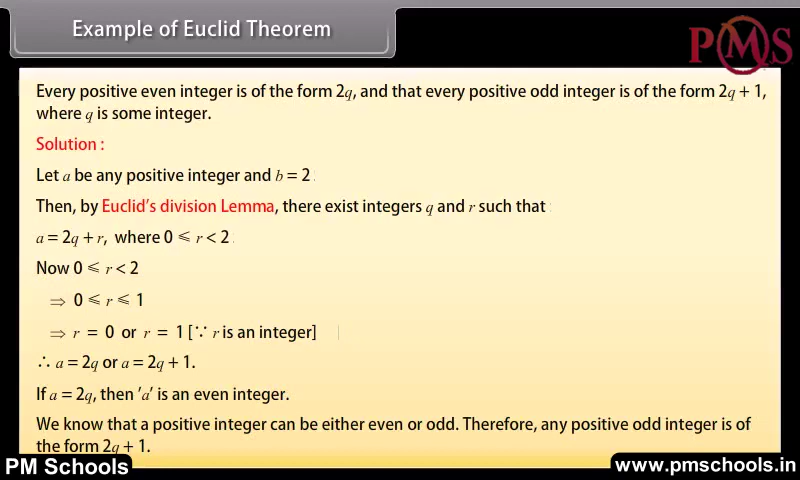 Example of Euclid Theorem
PMS
Every positive even integer is of the form 2q, and that every positive odd integer is of the form 2q + 1,
where q is some integer.
Solution :
Let a be any positive integer and b = 2
Then, by Euclid's division Lemma, there exist integers q and r such that
a = 2q + r, where 0 ⩽ r < 2
Now 0 ⩽ r < 2
⇒ 0 ⩽ r ⩽ 1
⇒ r = 0 or r = 1 [∵ r is an integer]
∴ a = 2q or a = 2q + 1.
If a = 2q, then 'a' is an even integer.
We know that a positive integer can be either even or odd. Therefore, any positive odd integer is of
the form 2q + 1.
PM Schools
www.pmschools.in